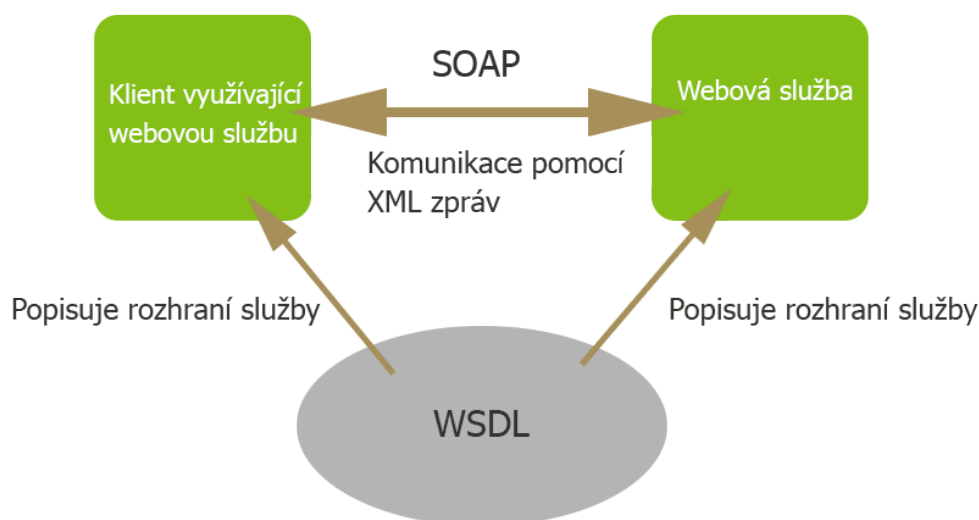 SOAP
Klient využívající
webovou službu
Webová služba
Komunikace pomocí
XML zpráv
Popisuje rozhraní služby
Popisuje rozhraní služby
WSDL